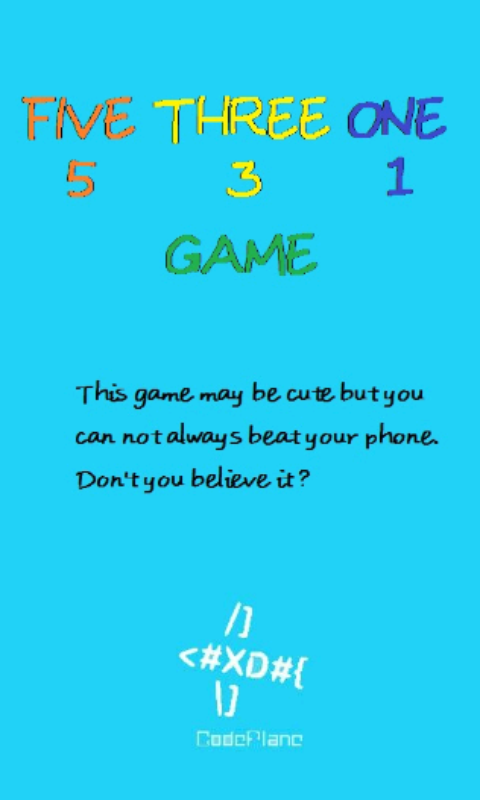 FIVE THREE ONE
5 3 1
GAME
This game may be cute but you
can not always beat your phone.
Don't you believe it?
/]
<#XD#{
\]
CodePlane